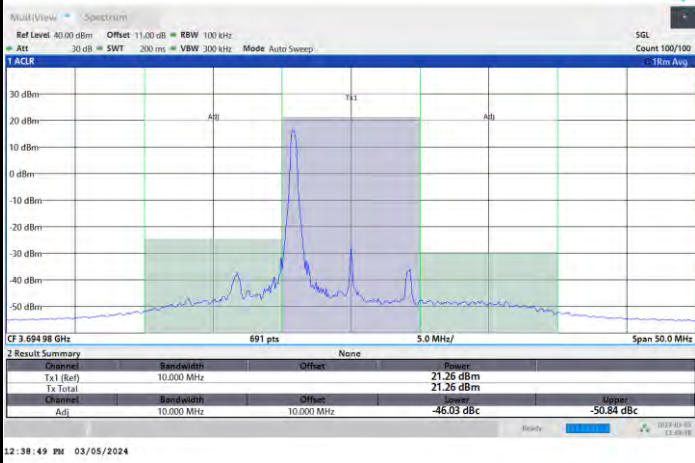 MultiView Spectrum
Ref Level 40.00 dBm Offset 11.00 dB RBW 100 kHz SGL
Att 30 dB SWT 200 ms VBW 300 kHz Mode Auto Sweep Count 100/100
1 ACLR 1Rm Avg
30 dBm
Tx1
20 dBm
Adj Adj
10 dBm
0 dBm
-10 dBm
-20 dBm
-30 dBm
-40 dBm
-50 dBm
CF 3.694 98 GHz 691 pts 5.0 MHz/ Span 50.0 MHz
2 Result Summary None
Channel Bandwidth Offset Power
Tx1 (Ref) 10.000 MHz 21.26 dBm
Tx Total 21.26 dBm
Channel Bandwidth Offset Lower Upper
Adj 10.000 MHz 10.000 MHz -46.03 dBc -50.84 dBc
Ready
12:38:49 PM 03/05/2024